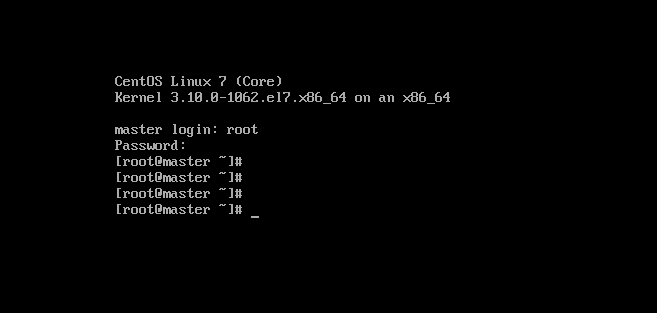 CentOS Linux 7 (Core)
Kernel 3.10.0-1062.el7.x86_64 on an x86_64
master login: root
Password:
[root@master ~]#
[root@master ~]#
[root@master ~]#
[root@master ~]# _